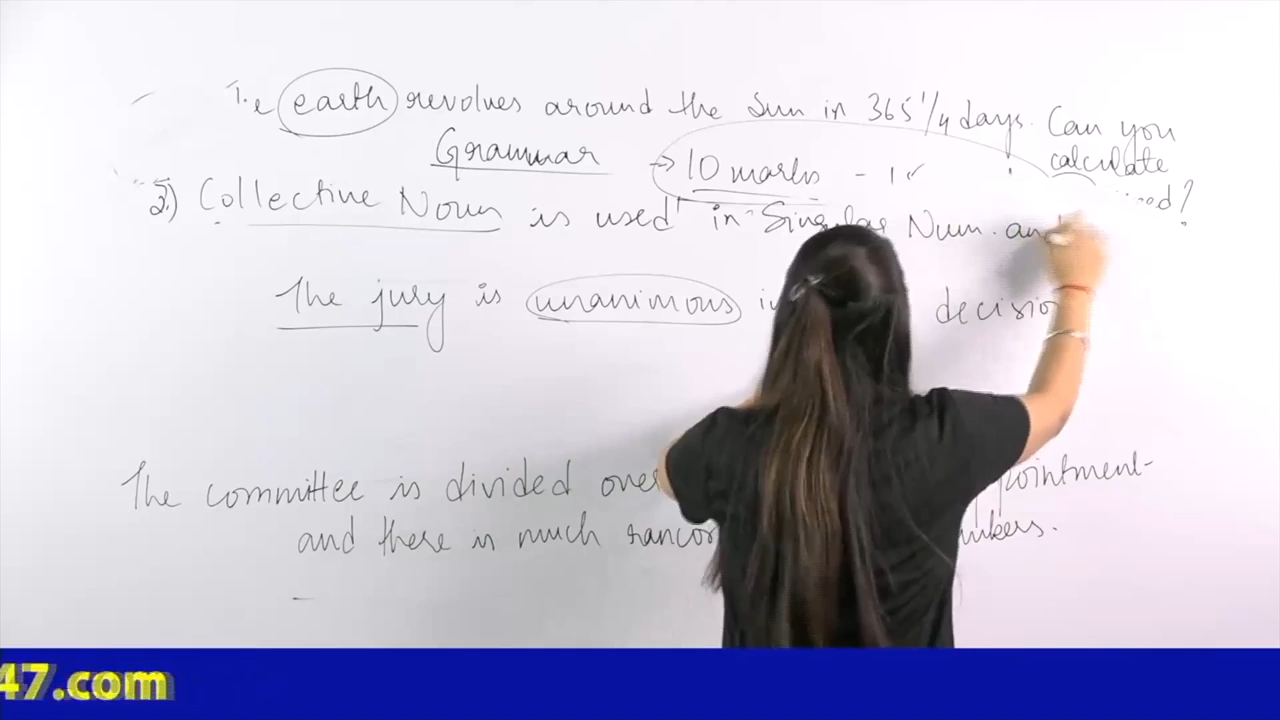 earth revolves around the Sun in 365 1/4 days. Can you
calculate
Grammar → 10 marks - 1
2.) Collective Noun is used in Singular Num. and
The jury is unanimous decision
The committee is divided over
and there is much
47.com